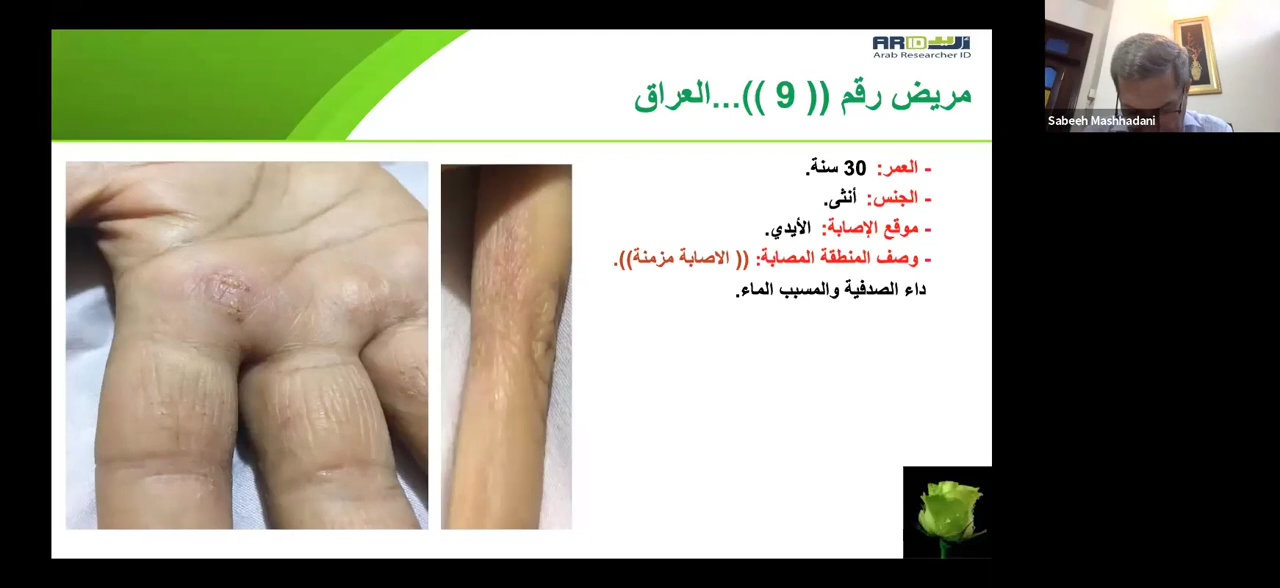 ARID أريد
Arab Researcher ID
مريض رقم (( 9 ))...العراق
- العمر: 30 سنة.
- الجنس: أنثى.
- موقع الإصابة: الأيدي.
- وصف المنطقة المصابة: (( الاصابة مزمنة)).
داء الصدفية والمسبب الماء.
Sabeeh Mashhadani